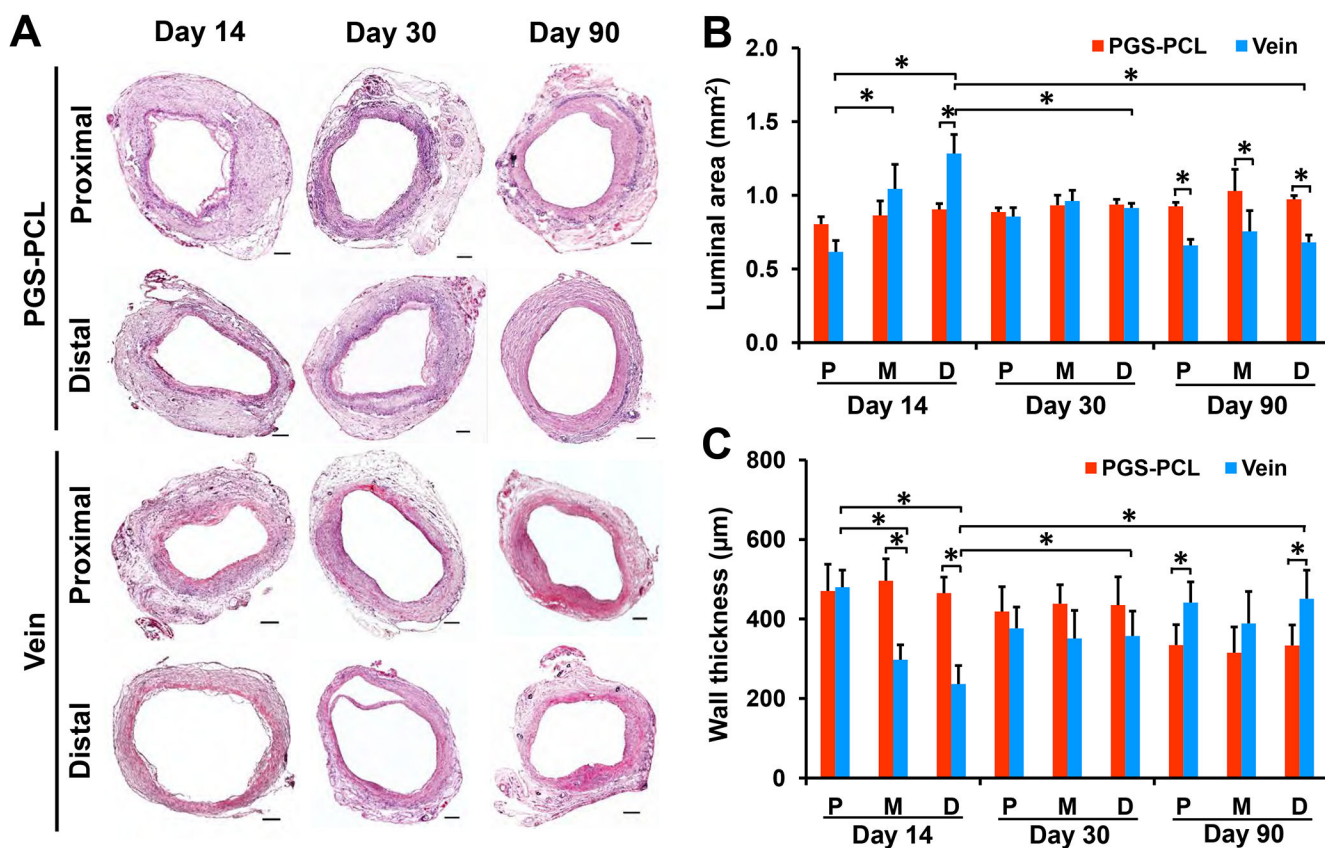 A
Day 14 Day 30 Day 90
PGS-PCL
Proximal
Distal
Vein
Proximal
Distal
B
PGS-PCL Vein
Luminal area (mm²)
2.0
1.5
1.0
0.5
0.0
* * * * * * * *
P M D P M D P M D
Day 14 Day 30 Day 90
C
PGS-PCL Vein
Wall thickness (μm)
800
600
400
200
0
* * * * * * * *
P M D P M D P M D
Day 14 Day 30 Day 90